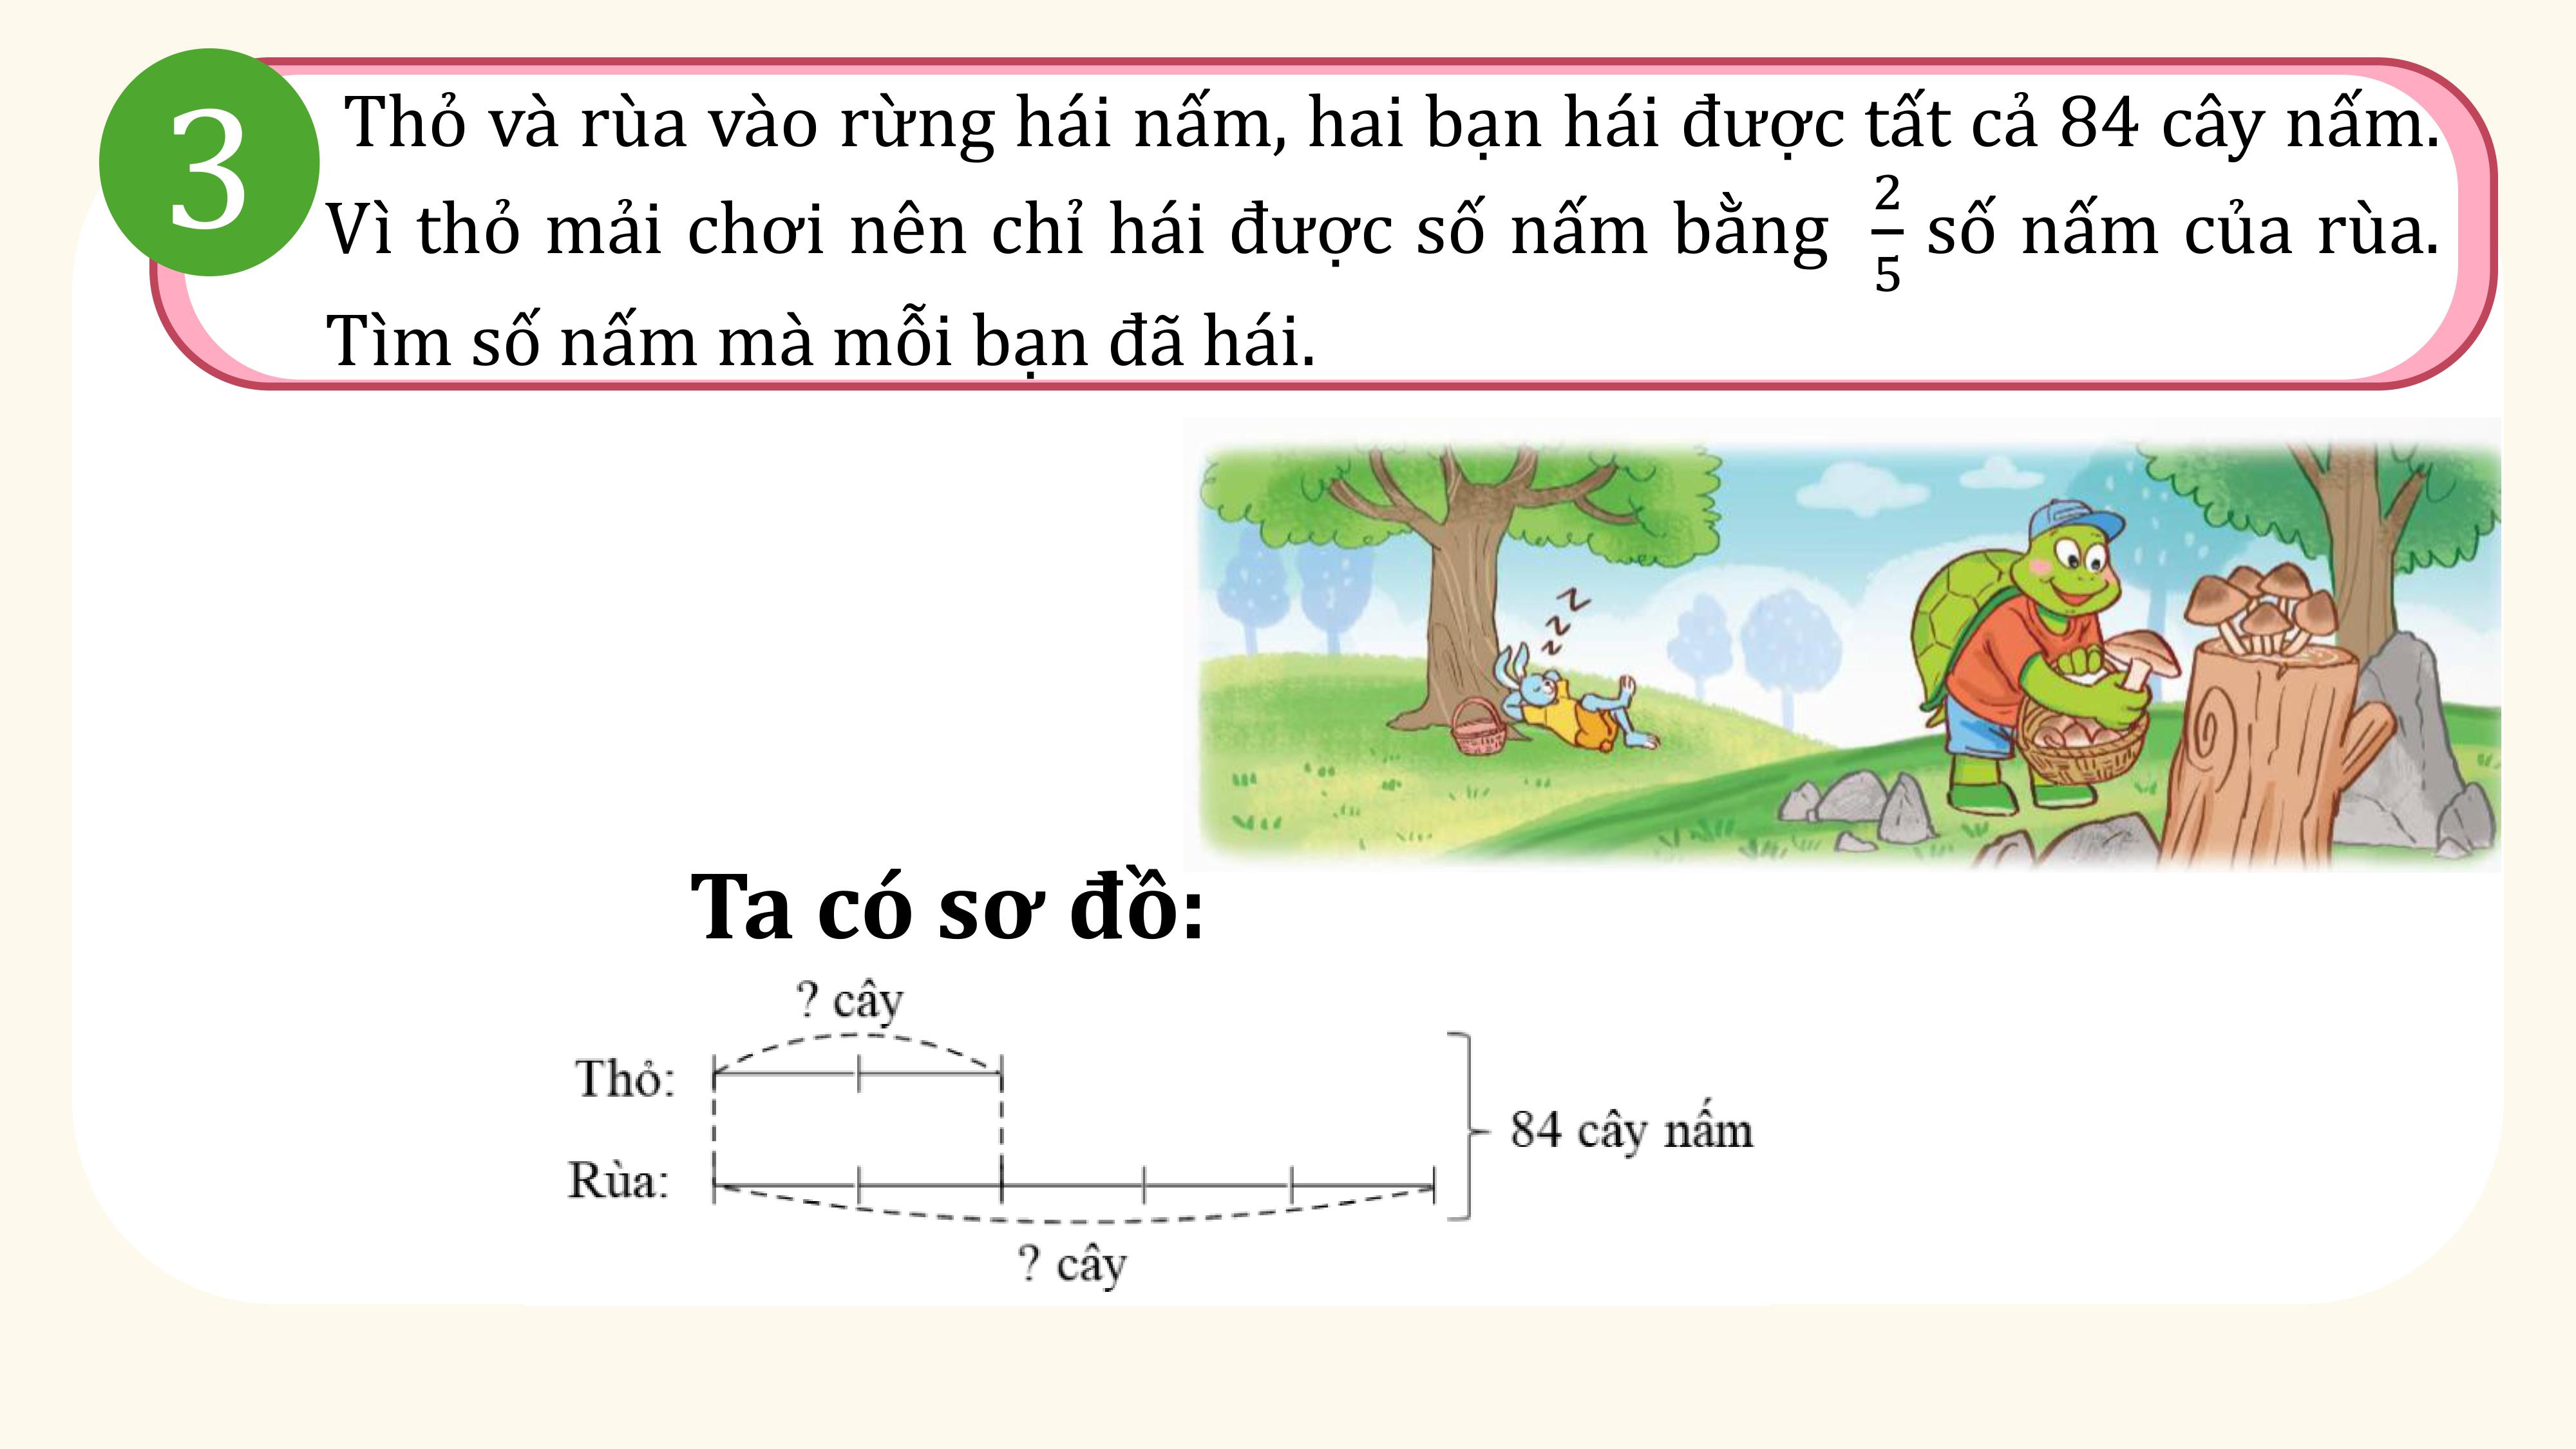 3
Thỏ và rùa vào rừng hái nấm, hai bạn hái được tất cả 84 cây nấm.
Vì thỏ mải chơi nên chỉ hái được số nấm bằng 2/5 số nấm của rùa.
Tìm số nấm mà mỗi bạn đã hái.
z z z
Ta có sơ đồ:
? cây
Thỏ:
84 cây nấm
Rùa:
? cây